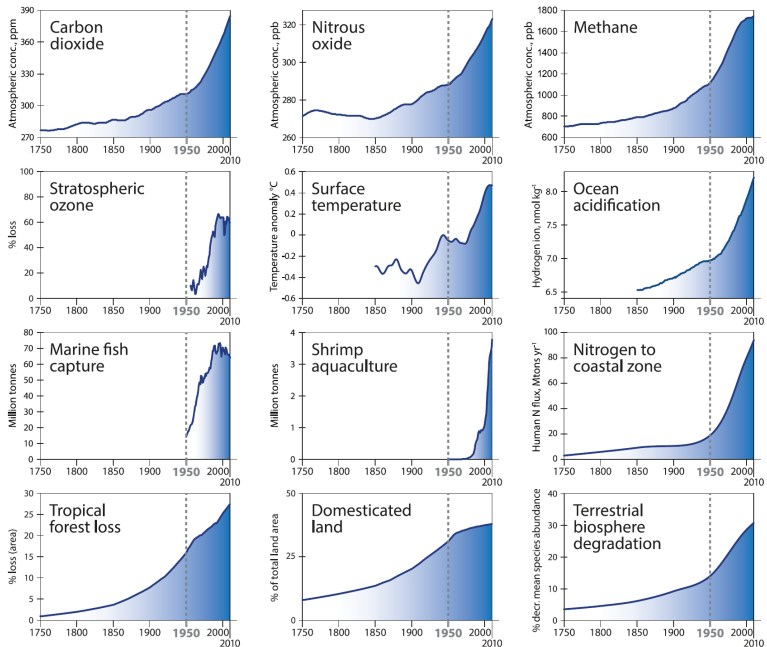 Carbon
dioxide
Atmospheric conc., ppm
390
360
330
300
270
1750 1800 1850 1900 1950 2000
2010
Nitrous
oxide
Atmospheric conc., ppb
320
300
280
260
1750 1800 1850 1900 1950 2000
2010
Methane
Atmospheric conc., ppb
1800
1600
1400
1200
1000
800
600
1750 1800 1850 1900 1950 2000
2010
Stratospheric
ozone
% loss
100
80
60
40
20
0
1750 1800 1850 1900 1950 2000
2010
Surface
temperature
Temperature anomaly °C
0.6
0.4
0.2
0
-0.2
-0.4
-0.6
1750 1800 1850 1900 1950 2000
2010
Ocean
acidification
Hydrogen ion, nmol kg⁻¹
8.0
7.0
6.5
1750 1800 1850 1900 1950 2000
2010
Marine fish
capture
Million tonnes
80
70
60
50
40
30
20
10
0
1750 1800 1850 1900 1950 2000
2010
Shrimp
aquaculture
Million tonnes
4
3
2
1
0
1750 1800 1850 1900 1950 2000
2010
Nitrogen to
coastal zone
Human N flux, Mtons yr⁻¹
100
80
60
40
20
0
1750 1800 1850 1900 1950 2000
2010
Tropical
forest loss
% loss (area)
30
25
20
15
10
5
0
1750 1800 1850 1900 1950 2000
2010
Domesticated
land
% of total land area
50
25
0
1750 1800 1850 1900 1950 2000
2010
Terrestrial
biosphere
degradation
% decr. mean species abundance
40
30
20
10
0
1750 1800 1850 1900 1950 2000
2010